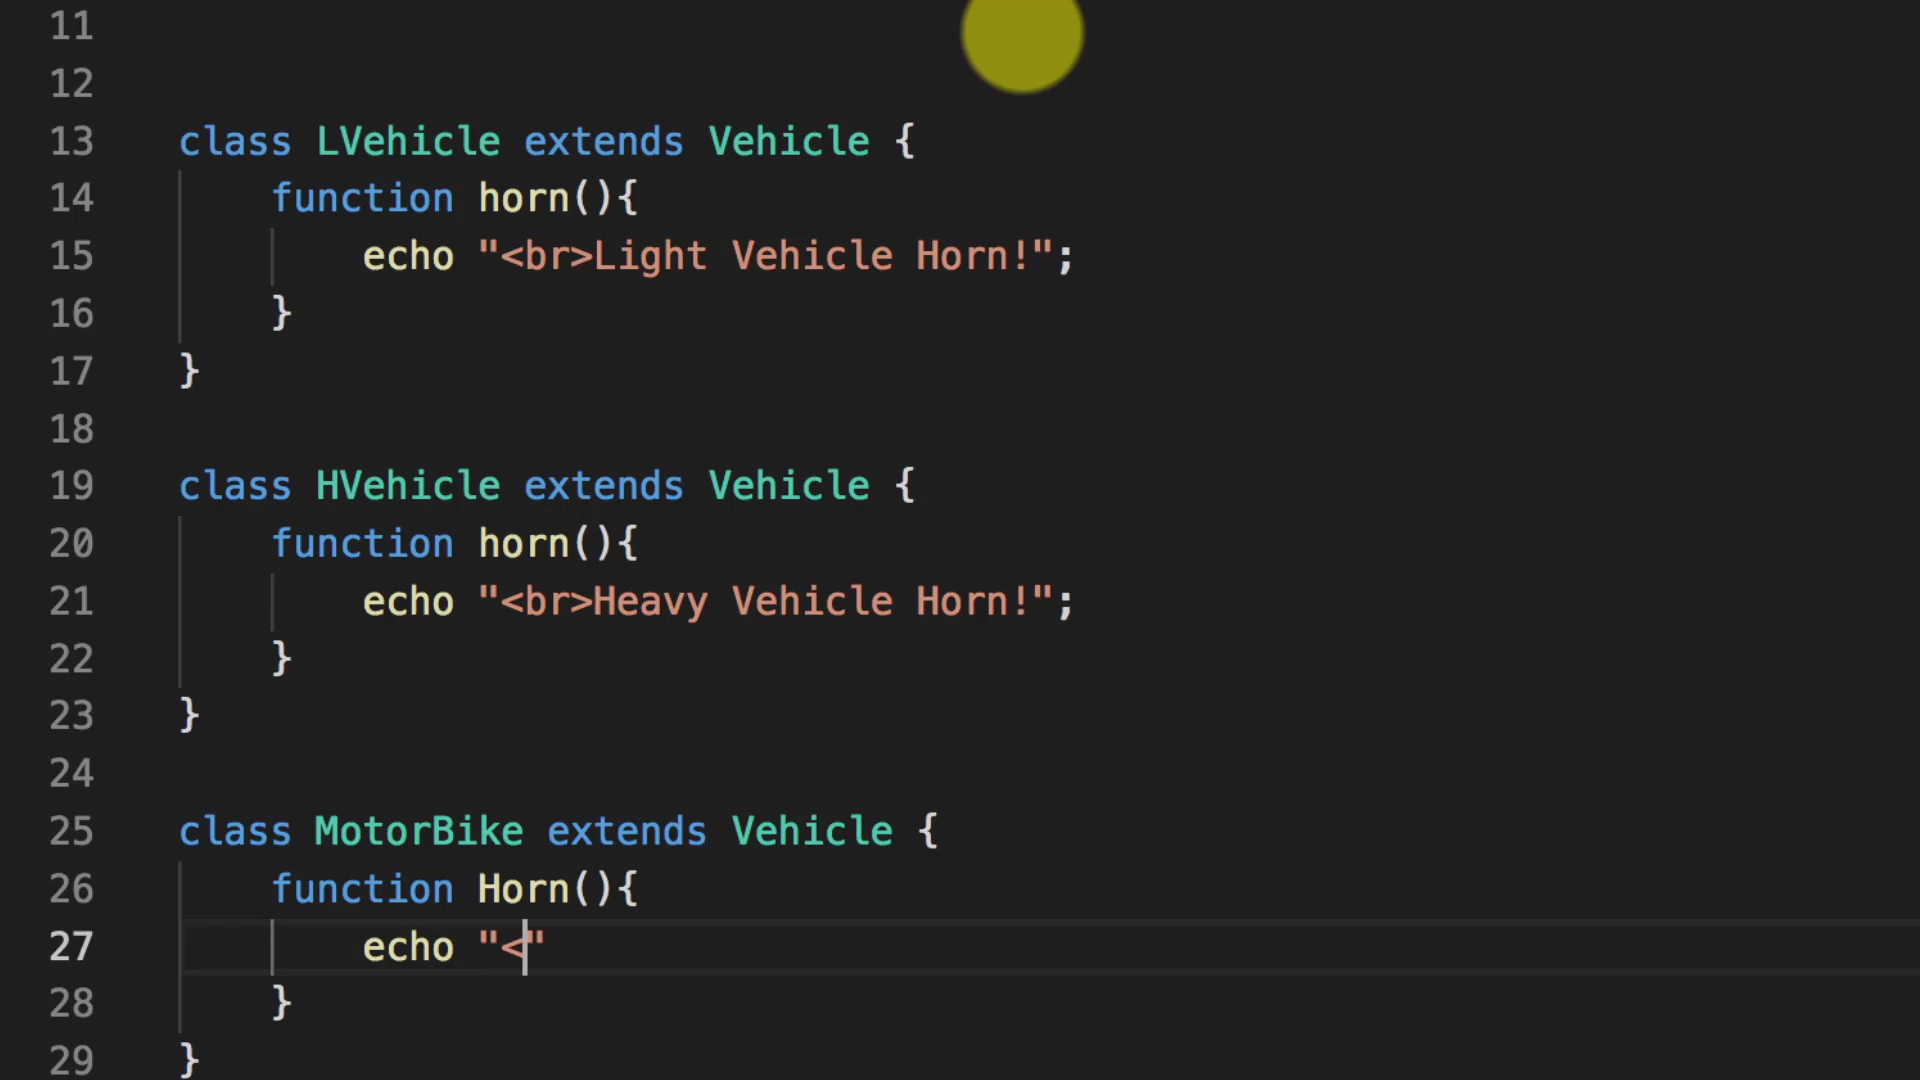 11
12
13 class LVehicle extends Vehicle {
14 function horn(){
15 echo "<br>Light Vehicle Horn!";
16 }
17 }
18
19 class HVehicle extends Vehicle {
20 function horn(){
21 echo "<br>Heavy Vehicle Horn!";
22 }
23 }
24
25 class MotorBike extends Vehicle {
26 function Horn(){
27 echo "<"
28 }
29 }